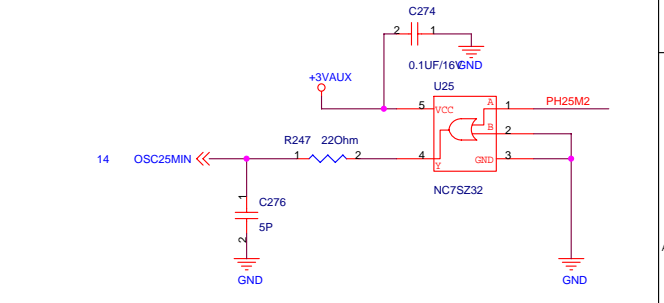 C274
2 1
0.1UF/16V
GND
+3VAUX
U25
5 VCC A 1 PH25M2
B 2
R247 22Ohm
14 OSC25MIN 1 2 4 Y GND 3
NC7SZ32
1
C276
5P
2
GND
GND
A